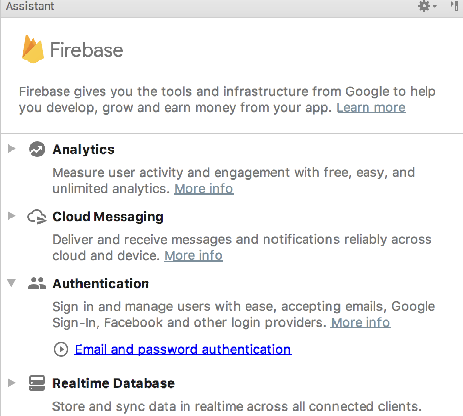 Assistant
Firebase
Firebase gives you the tools and infrastructure from Google to help
you develop, grow and earn money from your app. Learn more
Analytics
Measure user activity and engagement with free, easy, and
unlimited analytics. More info
Cloud Messaging
Deliver and receive messages and notifications reliably across
cloud and device. More info
Authentication
Sign in and manage users with ease, accepting emails, Google
Sign-In, Facebook and other login providers. More info
Email and password authentication
Realtime Database
Store and sync data in realtime across all connected clients.